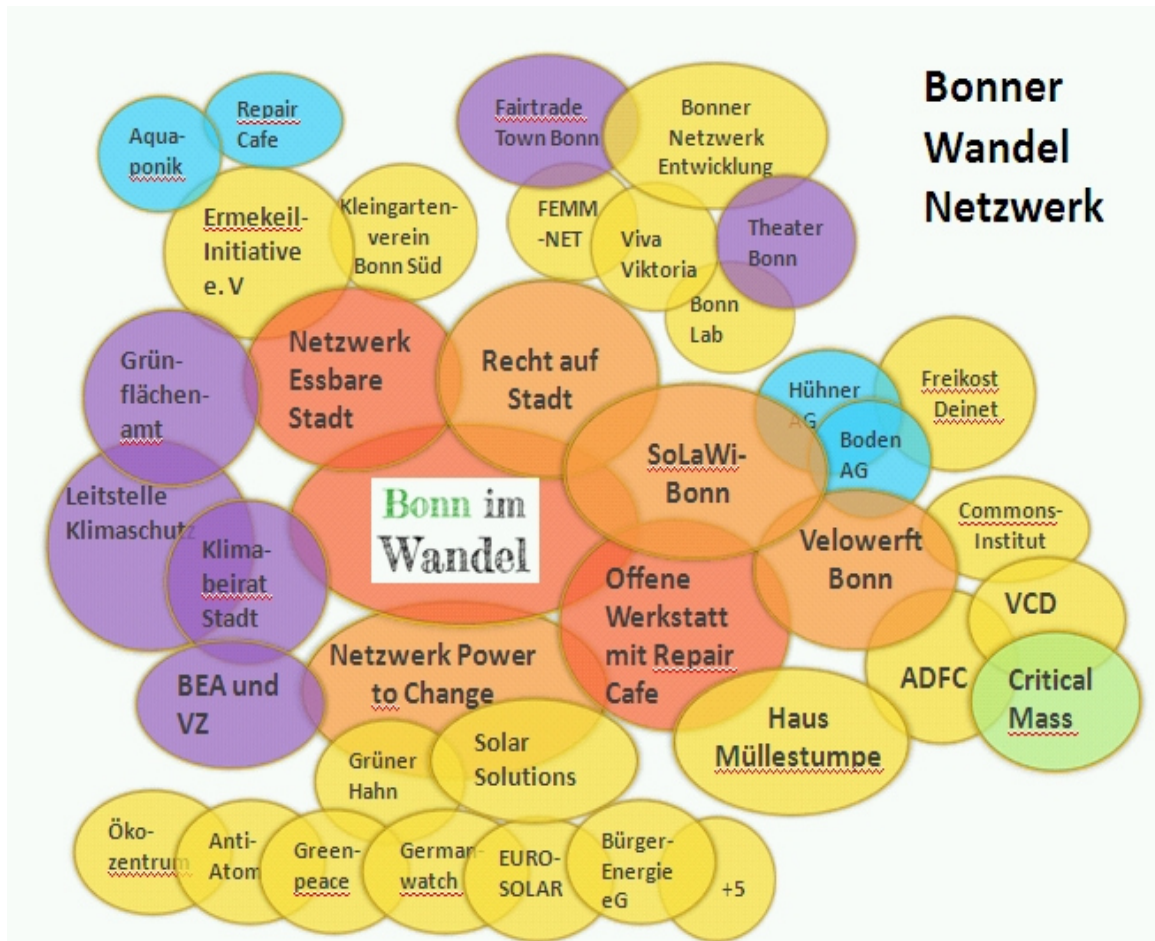 Bonner
Wandel
Netzwerk
Aqua-
ponik
Repair
Cafe
Fairtrade
Town Bonn
Bonner
Netzwerk
Entwicklung
Ermekeil-
Initiative
e. V
Kleingarten-
verein
Bonn Süd
FEMM
-NET
Viva
Viktoria
Theater
Bonn
Bonn
Lab
Grün-
flächen-
amt
Netzwerk
Essbare
Stadt
Recht auf
Stadt
Hühner
AG
Freikost
Deinet
Boden
AG
SoLaWi-
Bonn
Leitstelle
Klimaschutz
Bonn im
Wandel
Klima-
beirat
Stadt
Velowerft
Bonn
Commons-
Institut
Offene
Werkstatt
mit Repair
Cafe
VCD
ADFC
Critical
Mass
BEA und
VZ
Netzwerk Power
to Change
Haus
Müllestumpe
Grüner
Hahn
Solar
Solutions
Öko-
zentrum
Anti-
Atom
Green-
peace
German-
watch
EURO-
SOLAR
Bürger-
Energie
eG
+5